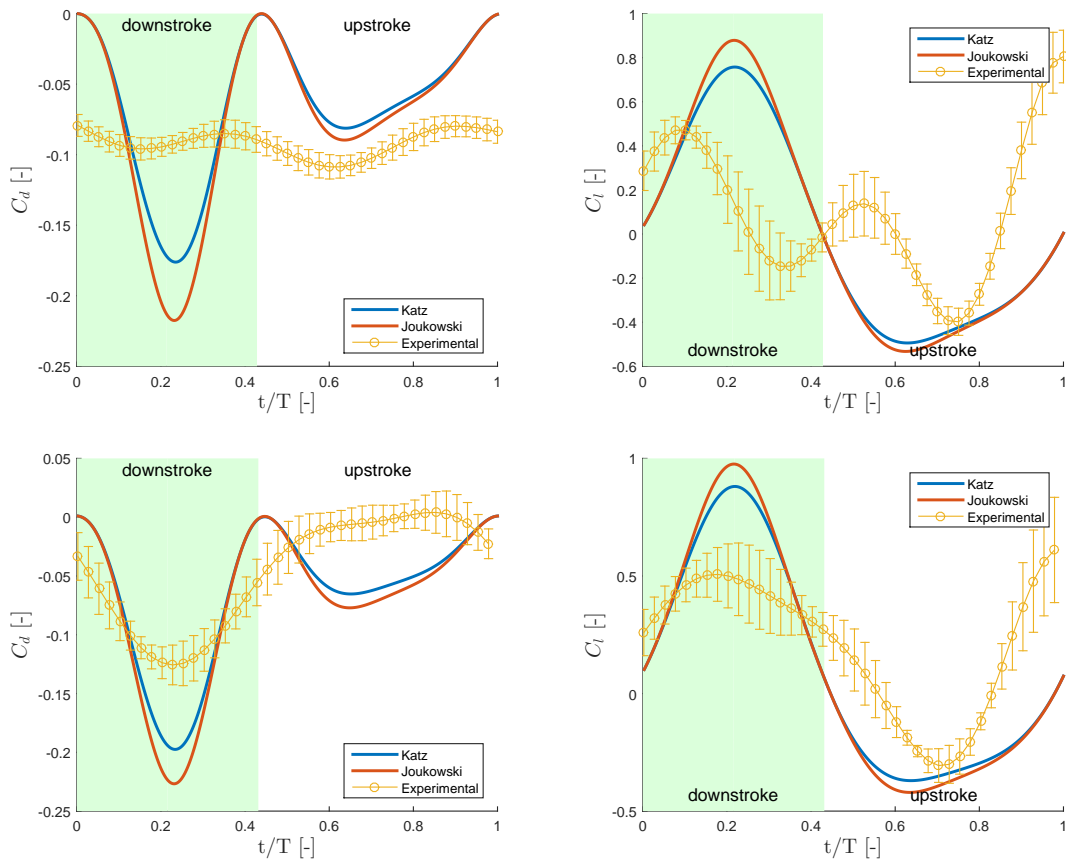 downstroke upstroke
0
-0.05
-0.1
-0.15
-0.2
-0.25
C_d [-]
Katz
Joukowski
Experimental
0 0.2 0.4 0.6 0.8 1
t/T [-]
1
0.8
0.6
0.4
0.2
0
-0.2
-0.4
-0.6
C_l [-]
Katz
Joukowski
Experimental
downstroke upstroke
0 0.2 0.4 0.6 0.8 1
t/T [-]
0.05
0
-0.05
-0.1
-0.15
-0.2
-0.25
C_d [-]
downstroke upstroke
Katz
Joukowski
Experimental
0 0.2 0.4 0.6 0.8 1
t/T [-]
1
0.5
0
-0.5
C_l [-]
Katz
Joukowski
Experimental
downstroke upstroke
0 0.2 0.4 0.6 0.8 1
t/T [-]